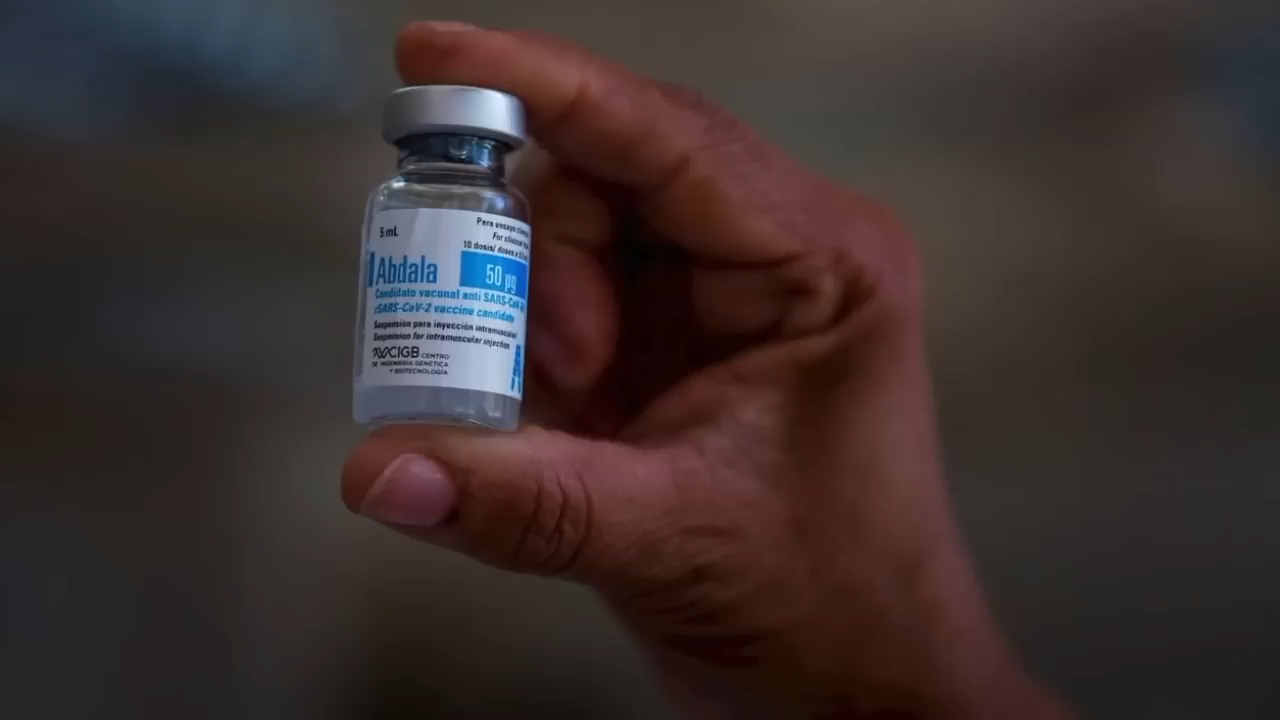 5 mL
Para ensayo
For clinical
10 dosis/ doses
Abdala
50 µg
Candidato vacunal anti SARS-CoV
rSARS-CoV-2 vaccine candidate
Suspensión para inyección intramuscular
Suspension for intramuscular injection
CIGB CENTRO
DE INGENIERÍA GENÉTICA
Y BIOTECNOLOGÍA
A